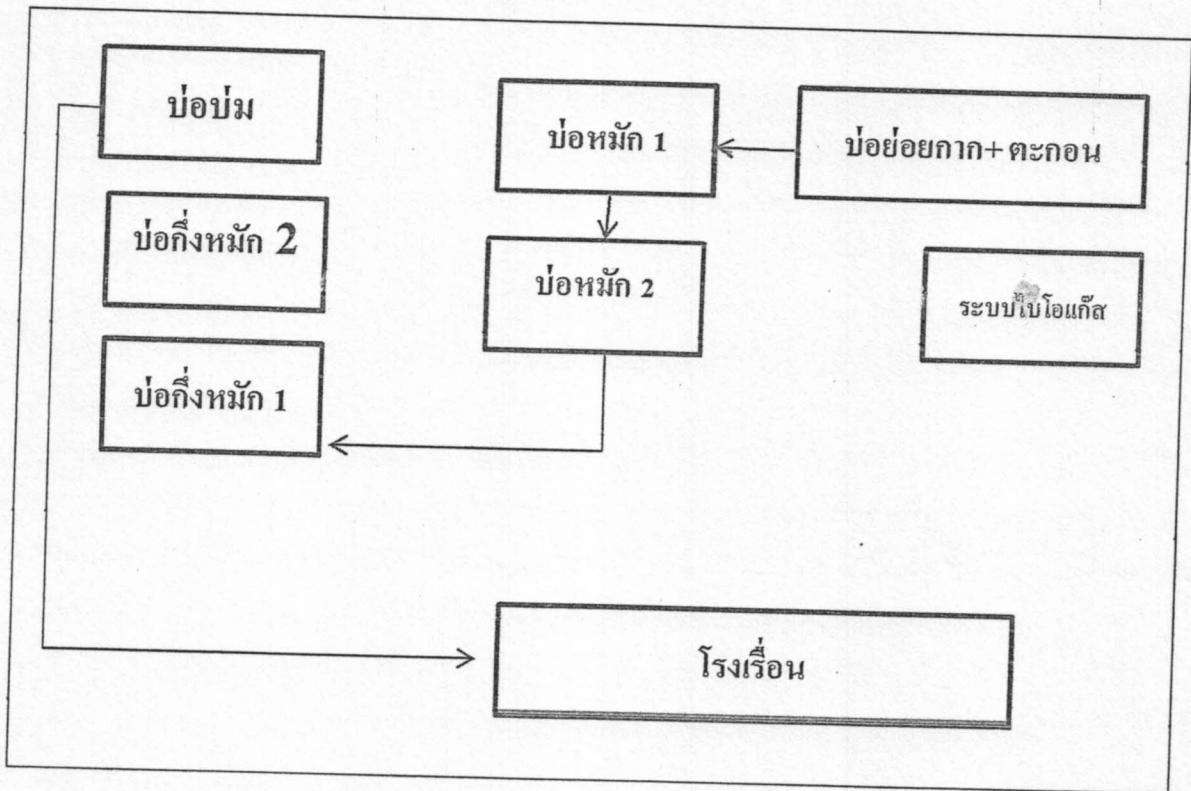 บ่อบ่ม
บ่อหมัก 1
บ่อย่อยกาก+ตะกอน
บ่อกึ่งหมัก 2
บ่อหมัก 2
ระบบไบโอแก๊ส
บ่อกึ่งหมัก 1
โรงเรื่อน